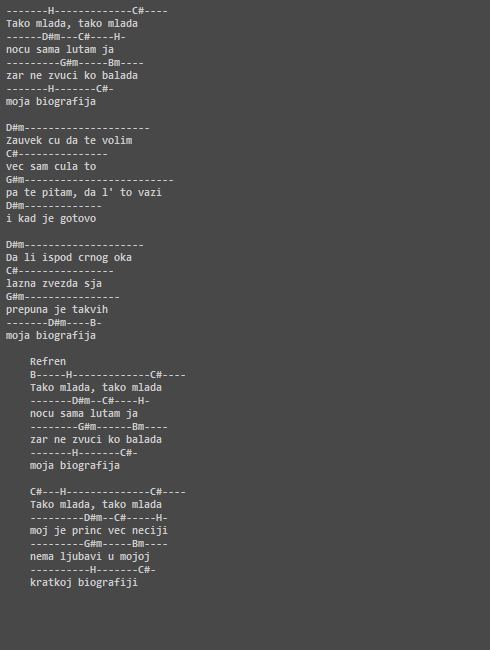 -------H-------------C#----
Tako mlada, tako mlada
------D#m---C#----H-
nocu sama lutam ja
---------G#m-----Bm----
zar ne zvuci ko balada
-------H-------C#-
moja biografija

D#m---------------------
Zauvek cu da te volim
C#---------------
vec sam cula to
G#m-------------------------
pa te pitam, da l' to vazi
D#m-------------
i kad je gotovo

D#m--------------------
Da li ispod crnog oka
C#----------------
lazna zvezda sja
G#m----------------
prepuna je takvih
-------D#m----B-
moja biografija

Refren
B-----H-------------C#----
Tako mlada, tako mlada
-------D#m--C#----H-
nocu sama lutam ja
--------G#m------Bm----
zar ne zvuci ko balada
-------H-------C#-
moja biografija

C#---H--------------C#----
Tako mlada, tako mlada
---------D#m--C#-----H-
moj je princ vec neciji
---------G#m-----Bm----
nema ljubavi u mojoj
----------H-------C#-
kratkoj biografiji